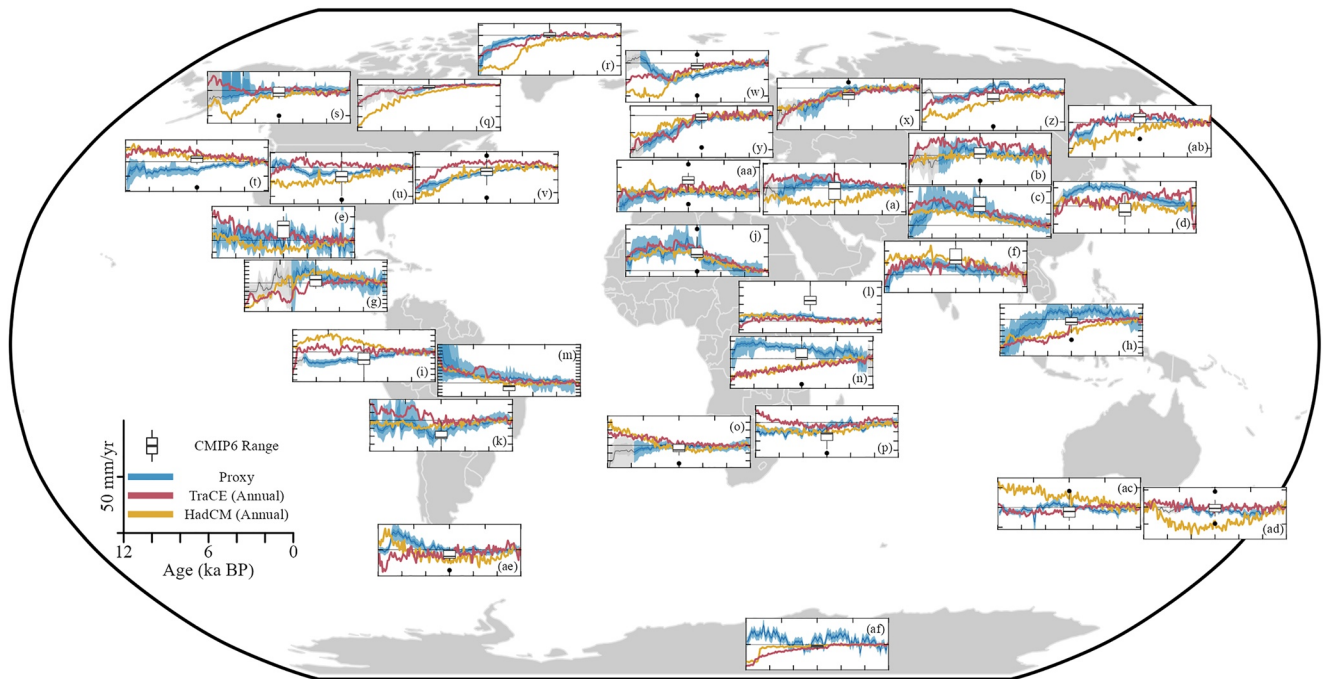 (r)
(s)
(q)
(w)
(x)
(z)
(ab)
(y)
(t)
(u)
(v)
(aa)
(a)
(b)
(c)
(d)
(e)
(g)
(j)
(f)
(l)
(h)
(i)
(m)
(n)
(k)
(o)
(p)
50 mm/yr
CMIP6 Range
Proxy
TraCE (Annual)
HadCM (Annual)
12 6 0
Age (ka BP)
(ac)
(ad)
(ae)
(af)